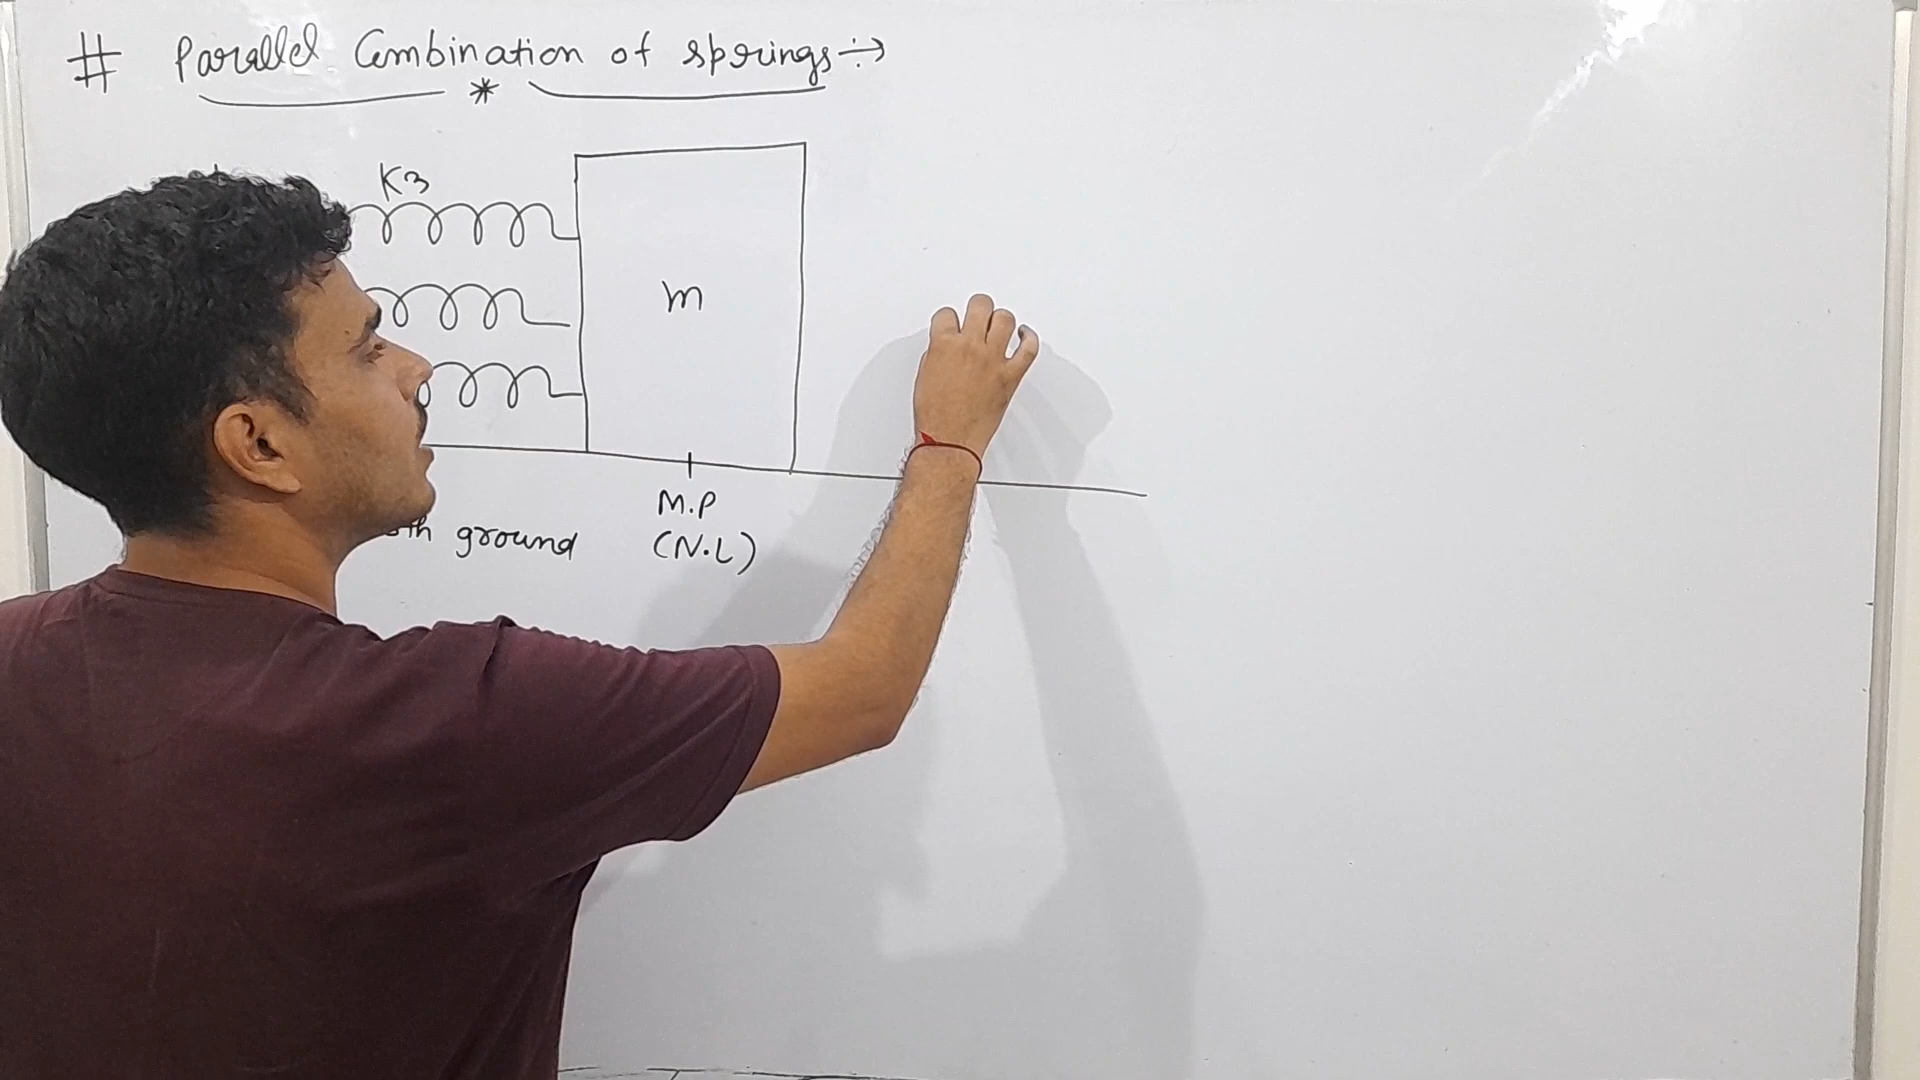 # Parallel Combination of springs ÷→
*
K3
m
M.P
ground (N.L)